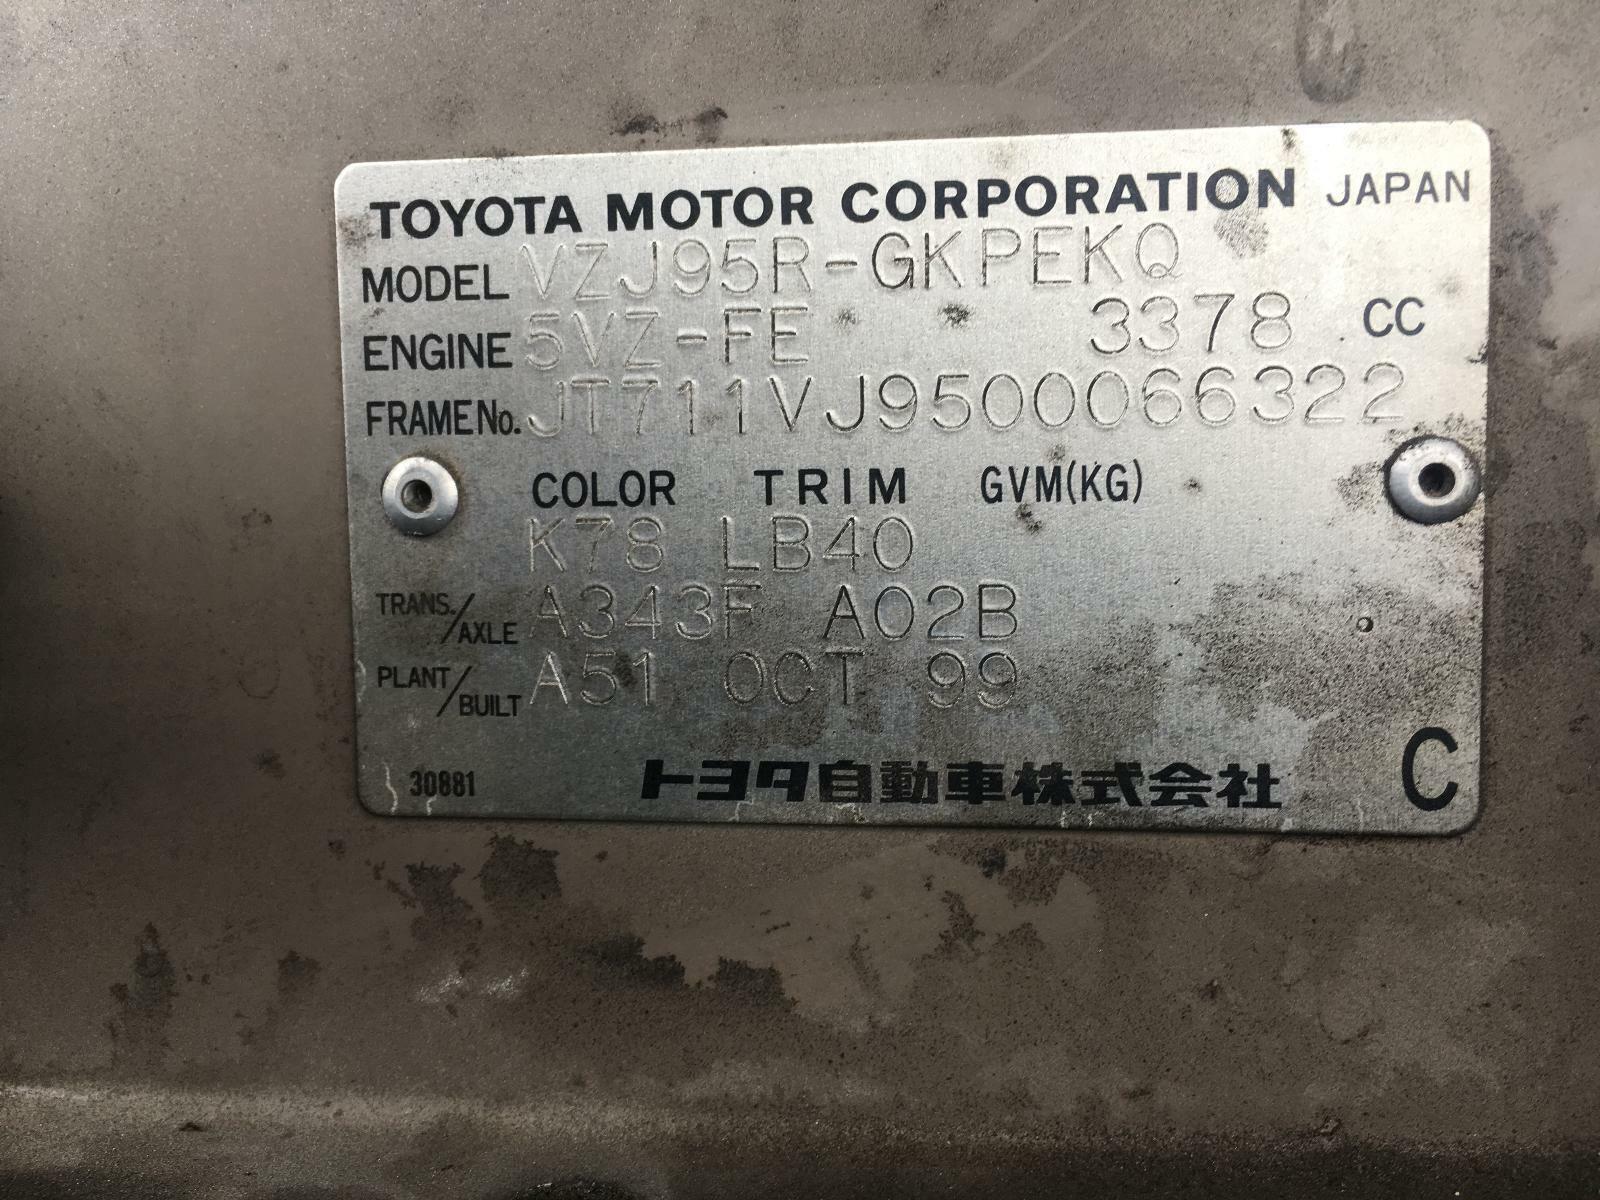 TOYOTA MOTOR CORPORATION JAPAN
MODEL VZJ95R-GKPEKQ
ENGINE 5VZ-FE 3378 CC
FRAME No. JT711VJ9500066322
COLOR TRIM GVM(KG)
K78 LB40
TRANS./AXLE A343F A02B
PLANT/BUILT A51 OCT 99
30881 トヨタ自動車株式会社 C